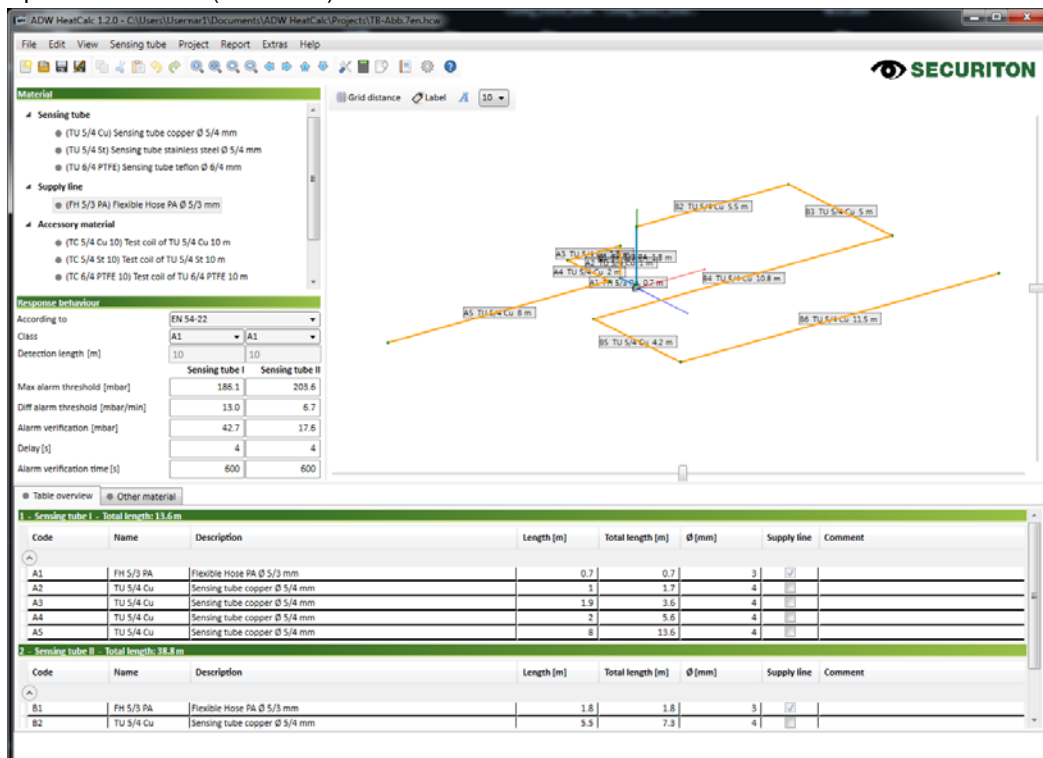 ADW HeatCalc 1.2.0 - C:\Users\Usernar1\Documents\ADW HeatCalc\Projects\TB-Abb.7en.hcw
File Edit View Sensing tube Project Report Extras Help
SECURITON
Material
Grid distance Label A 10
Sensing tube
(TU 5/4 Cu) Sensing tube copper Ø 5/4 mm
(TU 5/4 St) Sensing tube stainless steel Ø 5/4 mm
(TU 6/4 PTFE) Sensing tube teflon Ø 6/4 mm
Supply line
(FH 5/3 PA) Flexible Hose PA Ø 5/3 mm
Accessory material
(TC 5/4 Cu 10) Test coil of TU 5/4 Cu 10 m
(TC 5/4 St 10) Test coil of TU 5/4 St 10 m
(TC 6/4 PTFE 10) Test coil of TU 6/4 PTFE 10 m
B2 TU 5/4 Cu 5.5 m
B3 TU 5/4 Cu 5 m
A3 TU 5/4
A4 TU 5/4 Cu 2 m
B4 TU 5/4 Cu 10.8 m
A5 TU 5/4 Cu 8 m
B6 TU 5/4 Cu 11.5 m
B5 TU 5/4 Cu 4.2 m
Response behaviour
According to EN 54-22
Class A1 A1
Detection length [m] 10 10
Sensing tube I Sensing tube II
Max alarm threshold [mbar] 186.1 203.6
Diff alarm threshold [mbar/min] 13.0 6.7
Alarm verification [mbar] 42.7 17.6
Delay [s] 4 4
Alarm verification time [s] 600 600
Table overview Other material
1 - Sensing tube I - Total length: 13.6 m
Code Name Description Length [m] Total length [m] Ø [mm] Supply line Comment
A1 FH 5/3 PA Flexible Hose PA Ø 5/3 mm 0.7 0.7 3
A2 TU 5/4 Cu Sensing tube copper Ø 5/4 mm 1 1.7 4
A3 TU 5/4 Cu Sensing tube copper Ø 5/4 mm 1.9 3.6 4
A4 TU 5/4 Cu Sensing tube copper Ø 5/4 mm 2 5.6 4
A5 TU 5/4 Cu Sensing tube copper Ø 5/4 mm 8 13.6 4
2 - Sensing tube II - Total length: 38.8 m
Code Name Description Length [m] Total length [m] Ø [mm] Supply line Comment
B1 FH 5/3 PA Flexible Hose PA Ø 5/3 mm 1.8 1.8 3
B2 TU 5/4 Cu Sensing tube copper Ø 5/4 mm 5.5 7.3 4